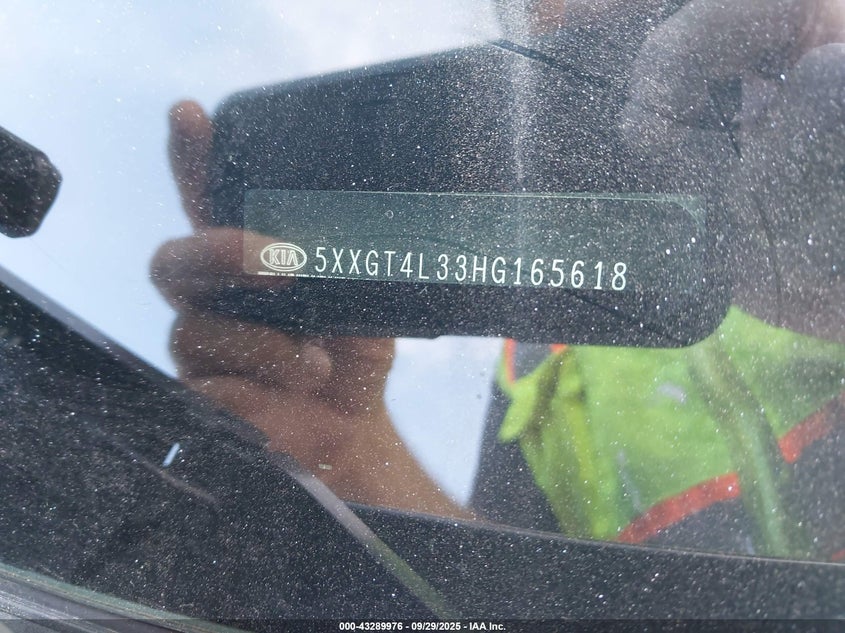 KIA 5XXGT4L33HG165618
000-43289976 • 09/29/2025 • IAA Inc.